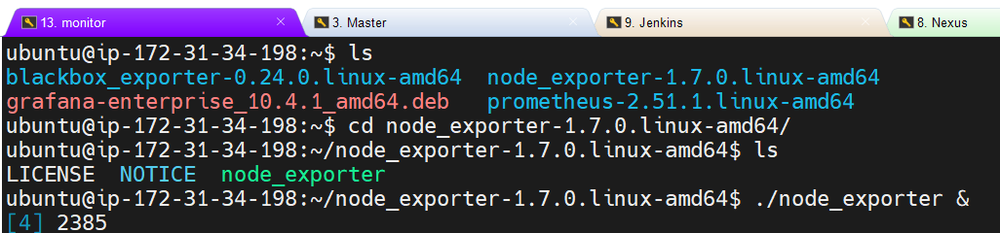 13. monitor
3. Master
9. Jenkins
8. Nexus
ubuntu@ip-172-31-34-198:~$ ls
blackbox_exporter-0.24.0.linux-amd64  node_exporter-1.7.0.linux-amd64
grafana-enterprise_10.4.1_amd64.deb   prometheus-2.51.1.linux-amd64
ubuntu@ip-172-31-34-198:~$ cd node_exporter-1.7.0.linux-amd64/
ubuntu@ip-172-31-34-198:~/node_exporter-1.7.0.linux-amd64$ ls
LICENSE  NOTICE  node_exporter
ubuntu@ip-172-31-34-198:~/node_exporter-1.7.0.linux-amd64$ ./node_exporter &
[4] 2385